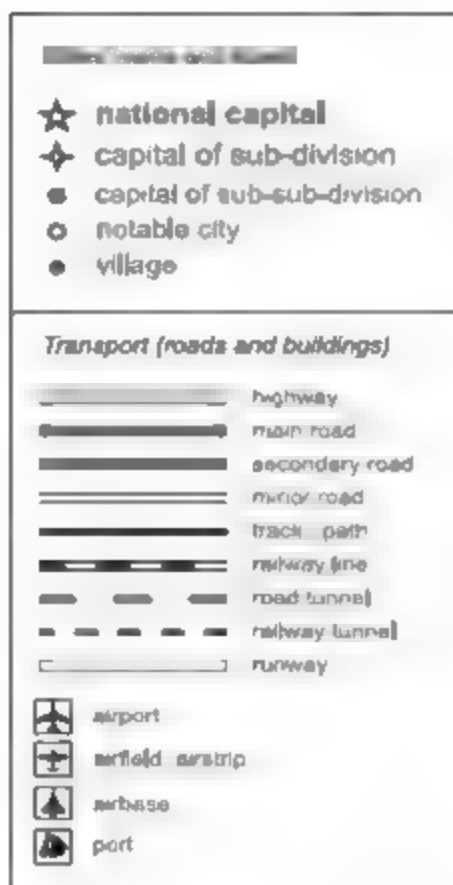 national capital
capital of sub-division
capital of sub-sub-division
notable city
village
Transport (roads and buildings)
highway
main road
secondary road
minor road
track path
railway line
road tunnel
railway tunnel
runway
airport
airfield airstrip
airbase
port